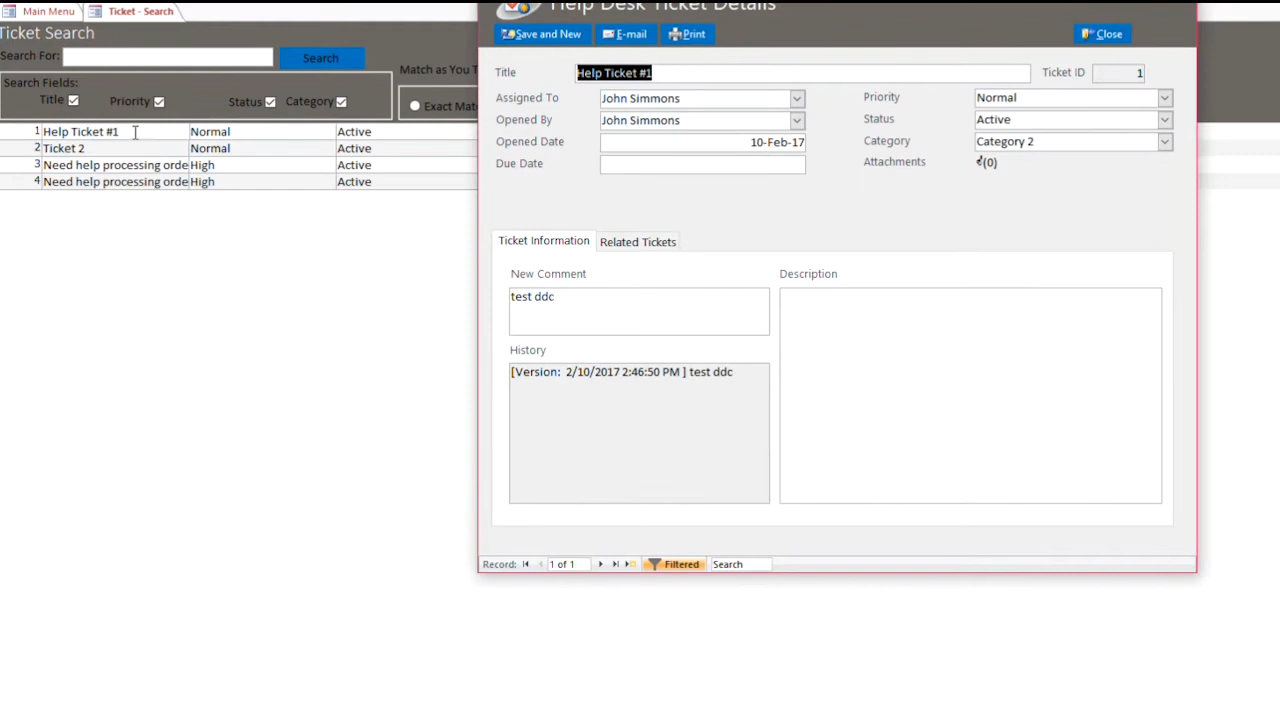 Main Menu
Ticket - Search
Ticket Search
Search For:
Search
Search Fields:
Title
Priority
Status
Category
Match as You T
Exact Matc
1 Help Ticket #1 Normal Active
2 Ticket 2 Normal Active
3 Need help processing orde High Active
4 Need help processing orde High Active
Help Desk Ticket Details
Save and New
E-mail
Print
Close
Title Help Ticket #1
Ticket ID 1
Assigned To John Simmons
Priority Normal
Opened By John Simmons
Status Active
Opened Date 10-Feb-17
Category Category 2
Due Date
Attachments (0)
Ticket Information
Related Tickets
New Comment
Description
test ddc
History
[Version: 2/10/2017 2:46:50 PM ] test ddc
Record: 1 of 1 Filtered Search